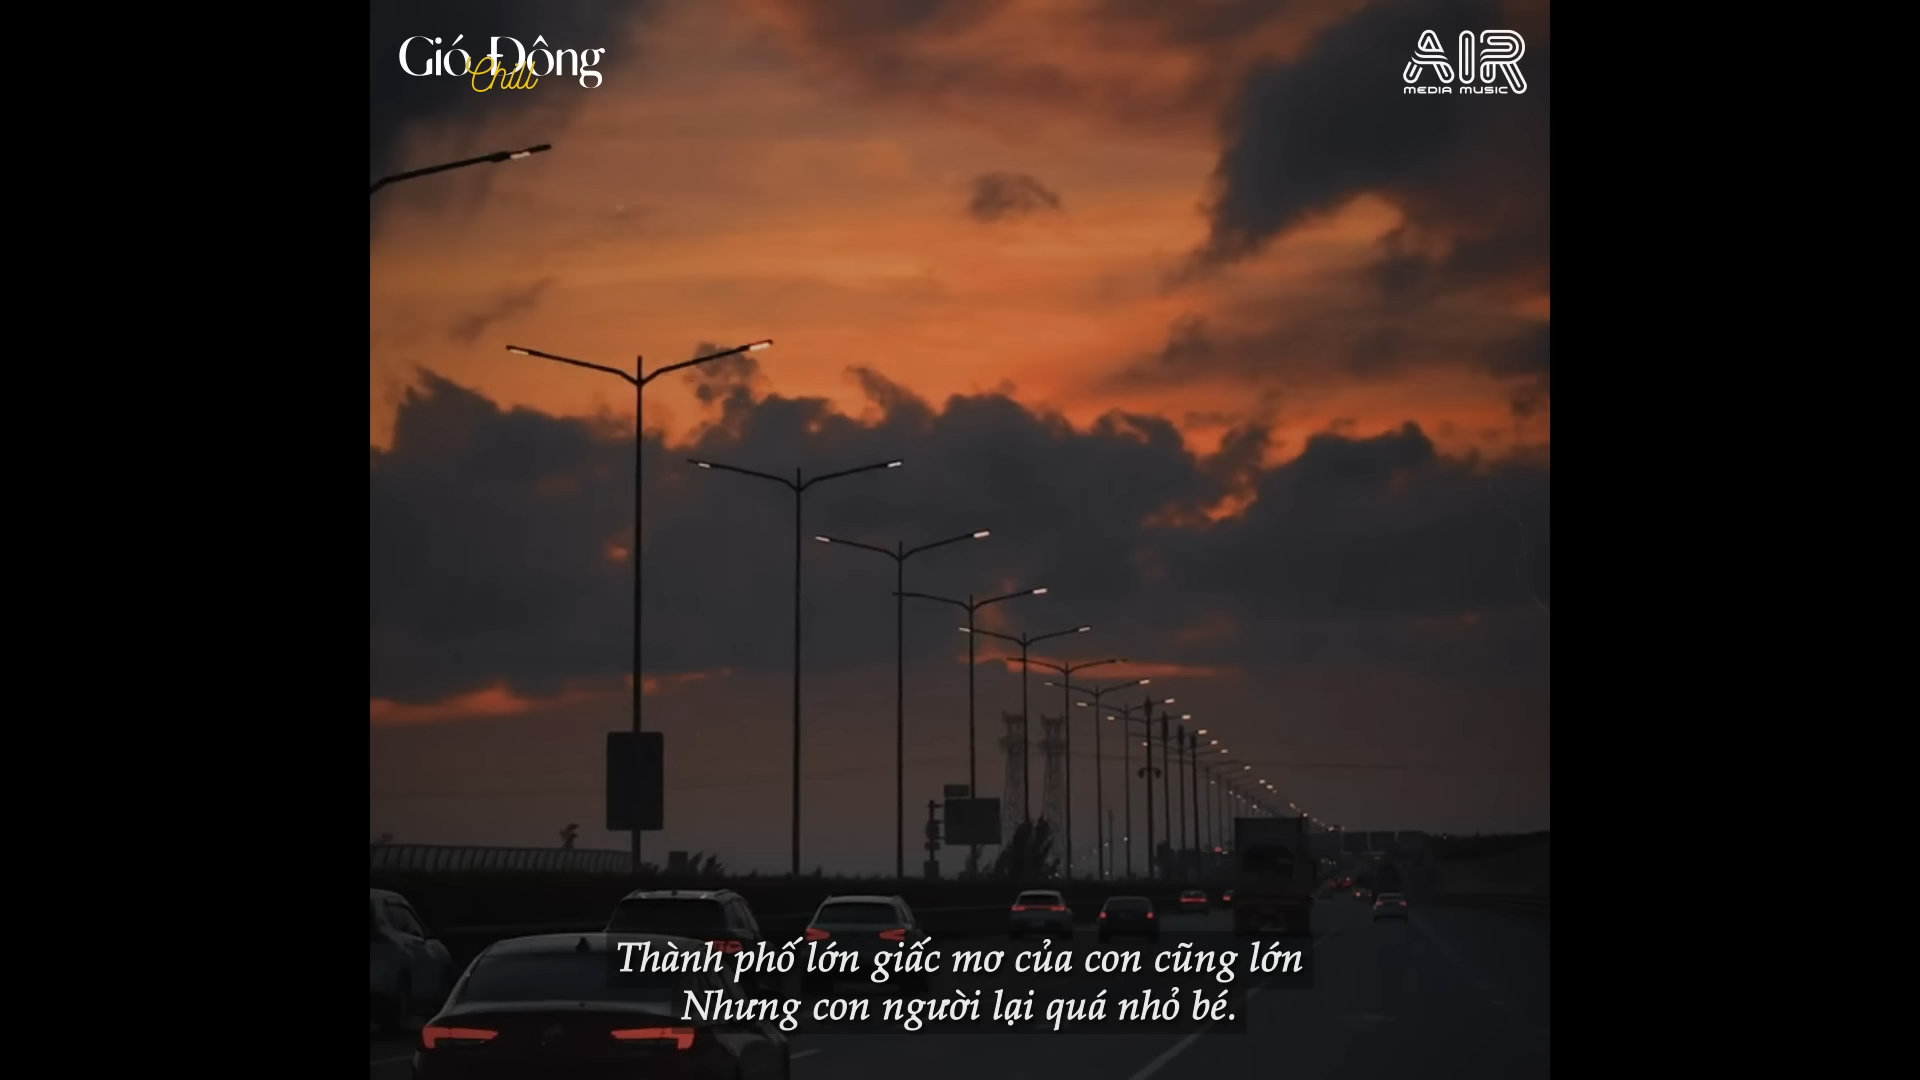 Gió Đông
Chill
AIR
MEDIA MUSIC
Thành phố lớn giấc mơ của con cũng lớn
Nhưng con người lại quá nhỏ bé.